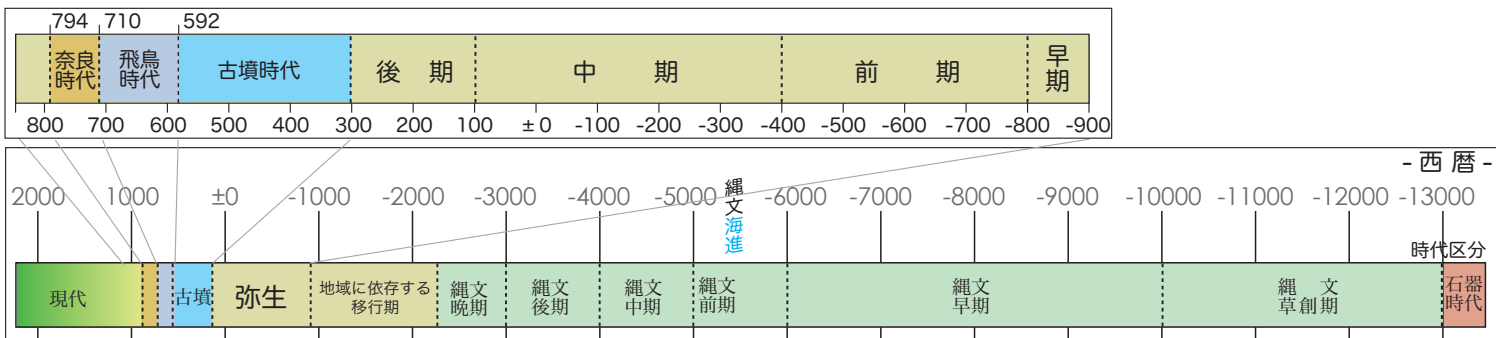 794 710 592
奈良時代
飛鳥時代
古墳時代
後 期
中 期
前 期
早期
800 700 600 500 400 300 200 100 ±0 -100 -200 -300 -400 -500 -600 -700 -800 -900
- 西 暦 -
2000 1000 ±0 -1000 -2000 -3000 -4000 -5000 -6000 -7000 -8000 -9000 -10000 -11000 -12000 -13000
縄文海進
時代区分
現代
古墳
弥生
地域に依存する
移行期
縄文
晩期
縄文
後期
縄文
中期
縄文
前期
縄文
早期
縄 文
草創期
石器
時代